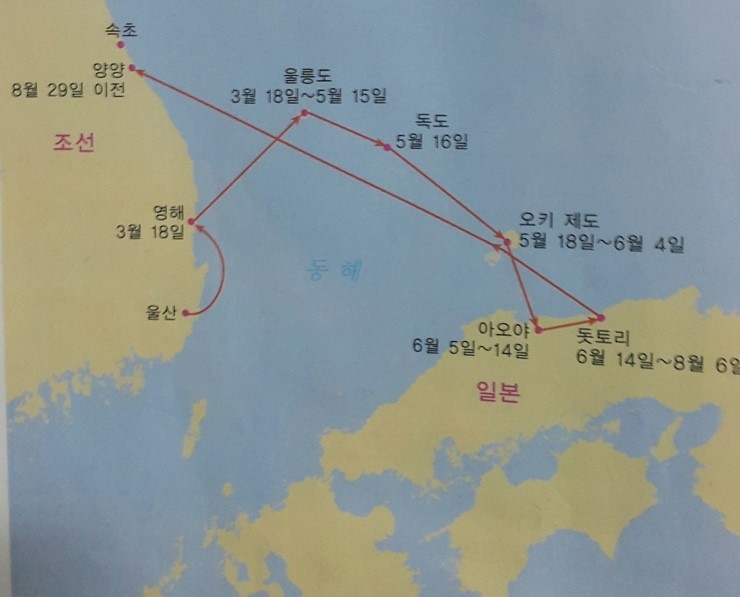 속초
양양
8월 29일 이전
울릉도
3월 18일~5월 15일
독도
5월 16일
조선
영해
3월 18일
오키 제도
5월 18일~6월 4일
동 해
울산
아오야
6월 5일~14일
돗토리
6월 14일~8월 6일
일본